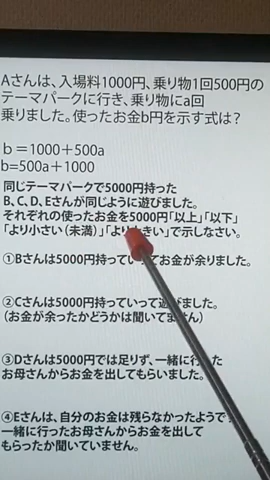 Aさんは、入場料1000円、乗り物1回500円の
テーマパークに行き、乗り物にa回
乗りました。使ったお金b円を示す式は？
b＝1000＋500a
b=500a＋1000
同じテーマパークで5000円持った
B、C、D、Eさんが同じように遊びました。
それぞれの使ったお金を5000円「以上」「以下」
「より小さい（未満）」「より大きい」で示しなさい。
①Bさんは5000円持っていってお金が余りました。
②Cさんは5000円持っていって遊びました。
（お金が余ったかどうかは聞いてません）
③Dさんは5000円では足りず、一緒に行った
お母さんからお金を出してもらいました。
④Eさんは、自分のお金は残らなかったようで
一緒に行ったお母さんからお金を出して
もらったか聞いていません。